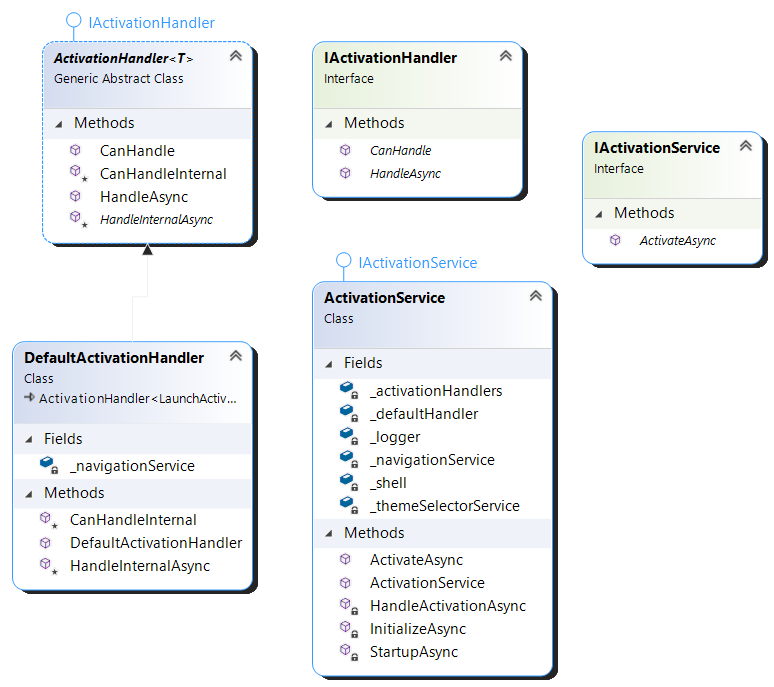 IActivationHandler
ActivationHandler<T>
Generic Abstract Class
Methods
CanHandle
CanHandleInternal
HandleAsync
HandleInternalAsync
IActivationHandler
Interface
Methods
CanHandle
HandleAsync
IActivationService
Interface
Methods
ActivateAsync
DefaultActivationHandler
Class
ActivationHandler<LaunchActiv...
Fields
_navigationService
Methods
CanHandleInternal
DefaultActivationHandler
HandleInternalAsync
IActivationService
ActivationService
Class
Fields
_activationHandlers
_defaultHandler
_logger
_navigationService
_shell
_themeSelectorService
Methods
ActivateAsync
ActivationService
HandleActivationAsync
InitializeAsync
StartupAsync